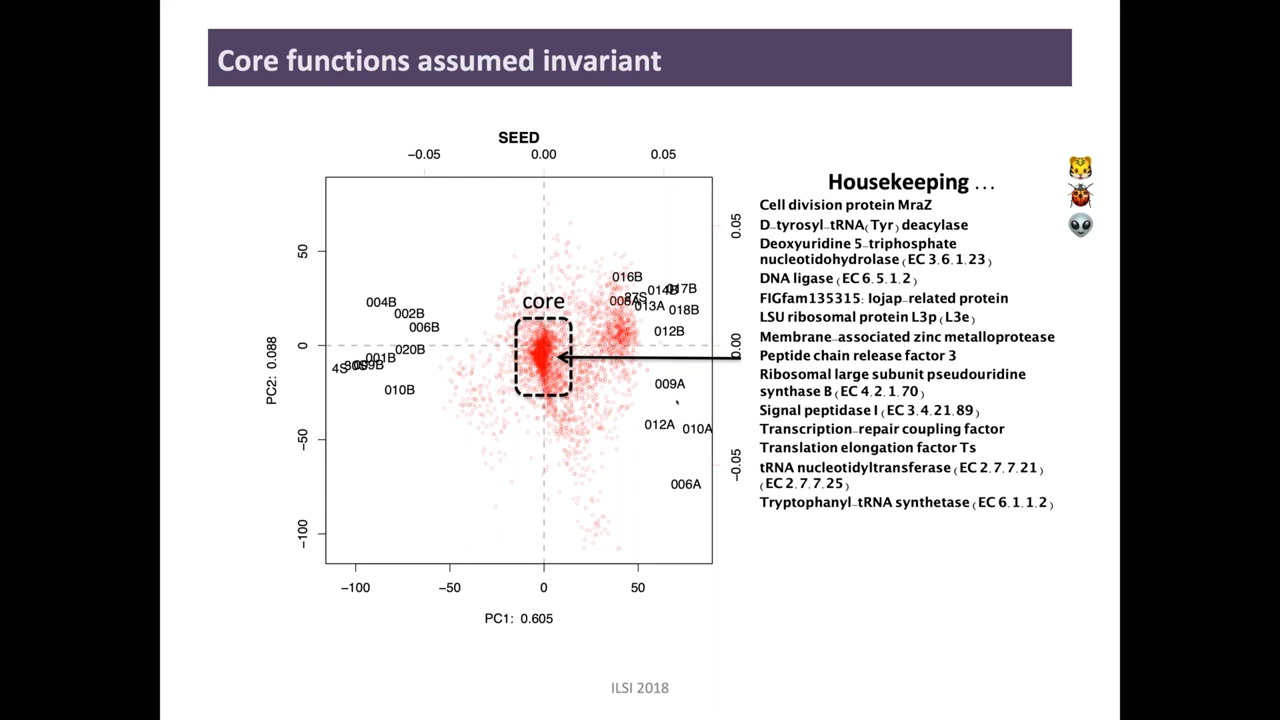 Core functions assumed invariant
SEED
−0.05 0.00 0.05
Housekeeping ...
Cell division protein MraZ
D-tyrosyl-tRNA(Tyr) deacylase
Deoxyuridine 5-triphosphate
nucleotidohydrolase (EC 3.6.1.23)
DNA ligase (EC 6.5.1.2)
FIGfam135315: Iojap-related protein
LSU ribosomal protein L3p (L3e)
Membrane-associated zinc metalloprotease
Peptide chain release factor 3
Ribosomal large subunit pseudouridine
synthase B (EC 4.2.1.70)
Signal peptidase I (EC 3.4.21.89)
Transcription-repair coupling factor
Translation elongation factor Ts
tRNA nucleotidyltransferase (EC 2.7.7.21)
(EC 2.7.7.25)
Tryptophanyl-tRNA synthetase (EC 6.1.1.2)
0.05
0.00
−0.05
50
0
−50
−100
PC2: 0.088
core
016B
014B
017B
013A
018B
012B
004B
002B
006B
020B
001B
009B
4S
010B
009A
012A
010A
006A
−100 −50 0 50
PC1: 0.605
ILSI 2018